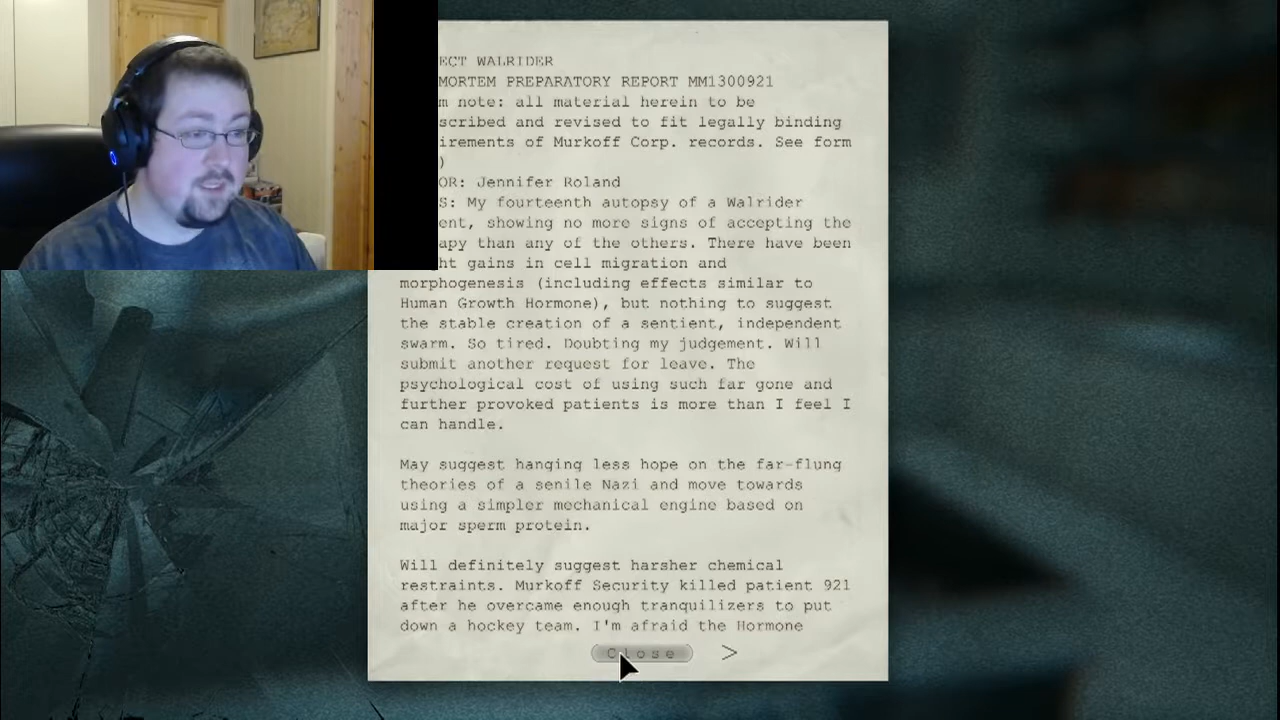 ECT WALRIDER
MORTEM PREPARATORY REPORT MM1300921
m note: all material herein to be
scribed and revised to fit legally binding
irements of Murkoff Corp. records. See form
)
OR: Jennifer Roland
S: My fourteenth autopsy of a Walrider
ent, showing no more signs of accepting the
apy than any of the others. There have been
ht gains in cell migration and
morphogenesis (including effects similar to
Human Growth Hormone), but nothing to suggest
the stable creation of a sentient, independent
swarm. So tired. Doubting my judgement. Will
submit another request for leave. The
psychological cost of using such far gone and
further provoked patients is more than I feel I
can handle.
May suggest hanging less hope on the far-flung
theories of a senile Nazi and move towards
using a simpler mechanical engine based on
major sperm protein.
Will definitely suggest harsher chemical
restraints. Murkoff Security killed patient 921
after he overcame enough tranquilizers to put
down a hockey team. I'm afraid the Hormone
Close >